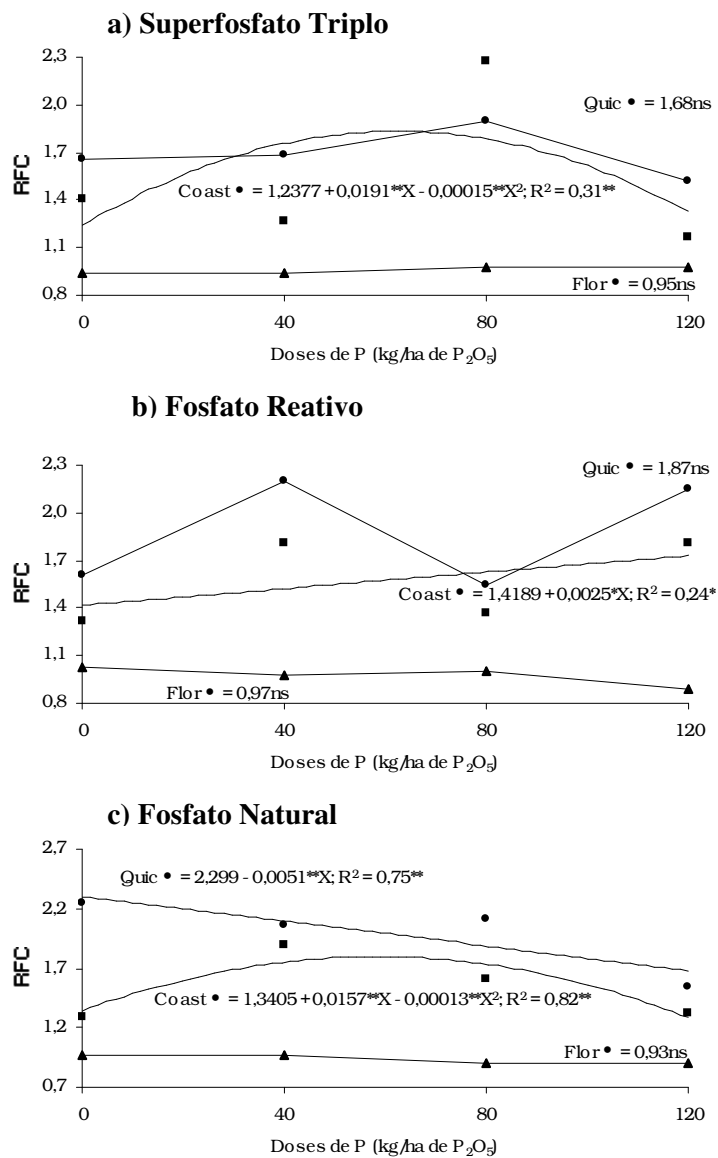 a) Superfosfato Triplo
2,3
2,0
1,7
1,4
1,1
0,8
RFC
Quic • = 1,68ns
Coast • = 1,2377 + 0,0191**X - 0,00015**X²; R² = 0,31**
Flor • = 0,95ns
0 40 80 120
Doses de P (kg/ha de P₂O₅)
b) Fosfato Reativo
2,3
2,0
1,7
1,4
1,1
0,8
RFC
Quic • = 1,87ns
Coast • = 1,4189 + 0,0025*X; R² = 0,24*
Flor • = 0,97ns
0 40 80 120
Doses de P (kg/ha de P₂O₅)
c) Fosfato Natural
2,7
2,2
1,7
1,2
0,7
RFC
Quic • = 2,299 - 0,0051**X; R² = 0,75**
Coast • = 1,3405 + 0,0157**X - 0,00013**X²; R² = 0,82**
Flor • = 0,93ns
0 40 80 120
Doses de P (kg/ha de P₂O₅)